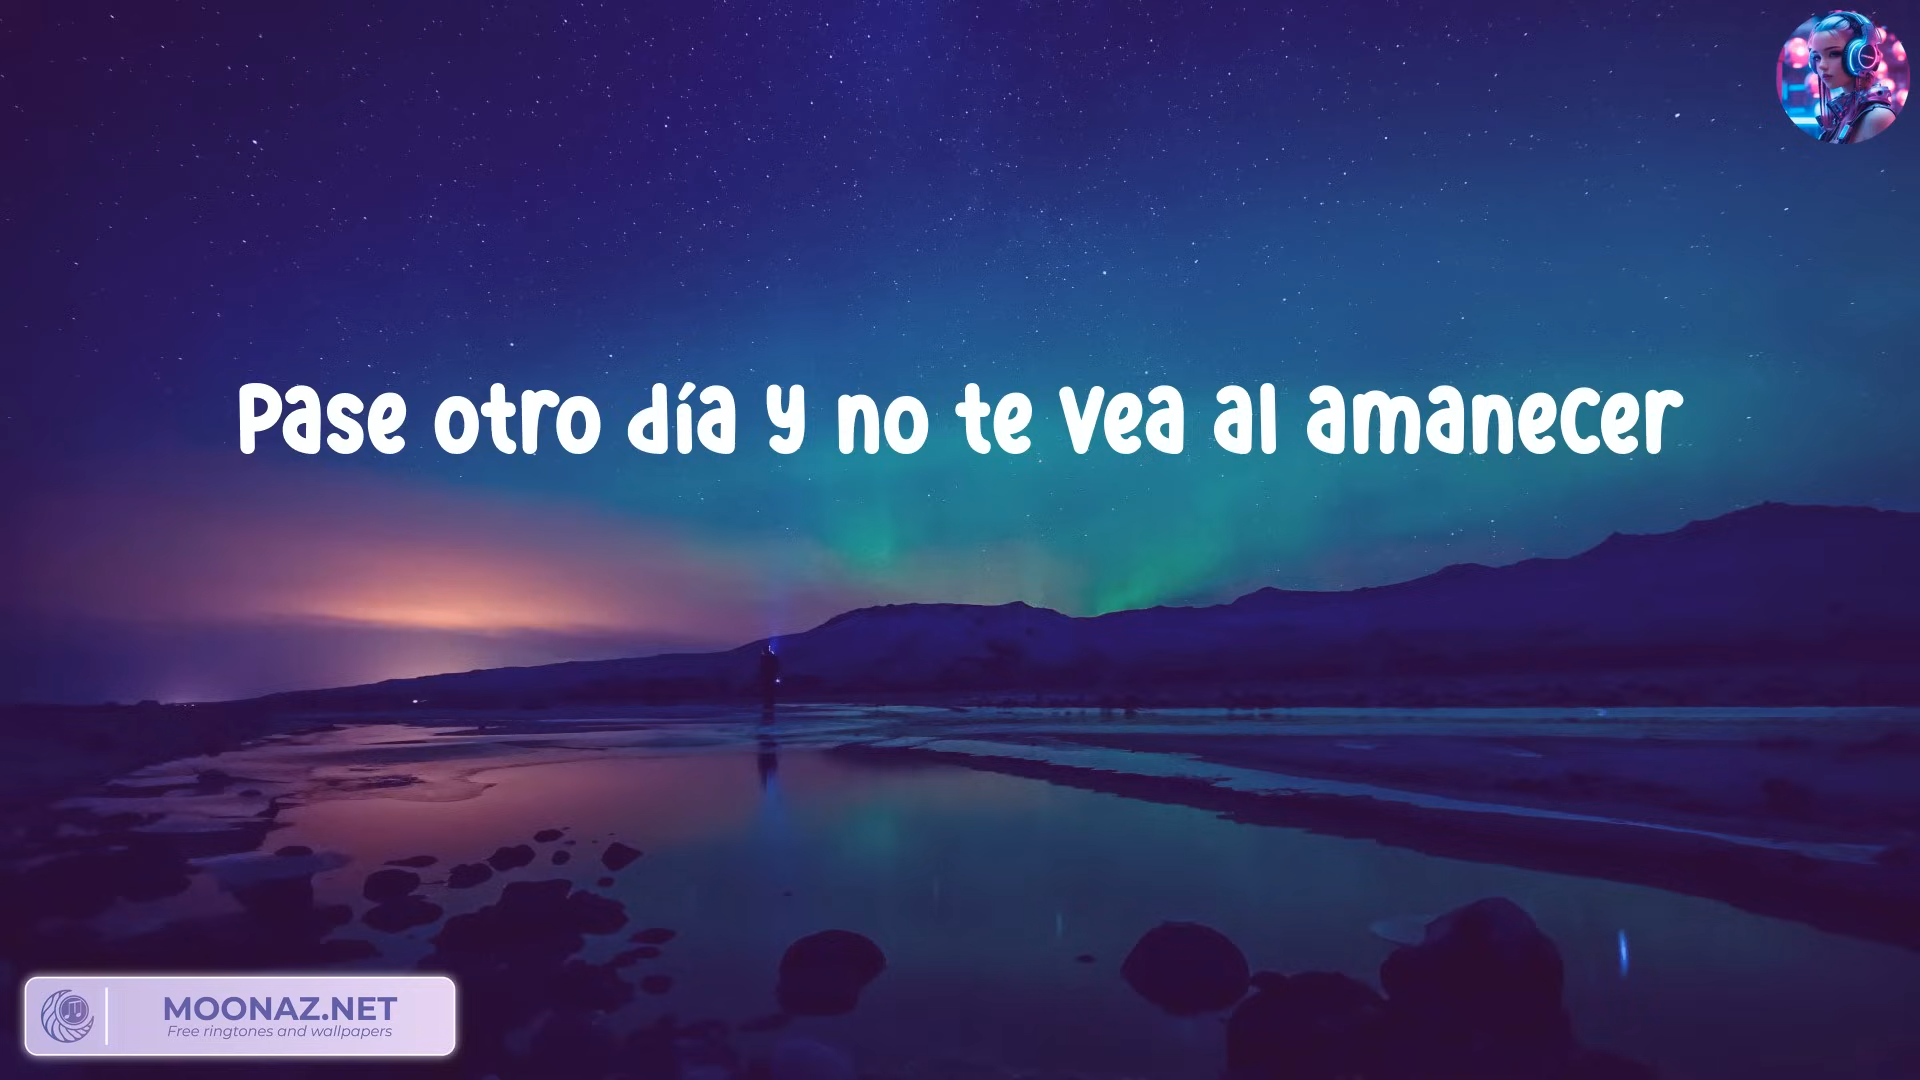 Pase otro día y no te vea al amanecer
MOONAZ.NET
Free ringtones and wallpapers